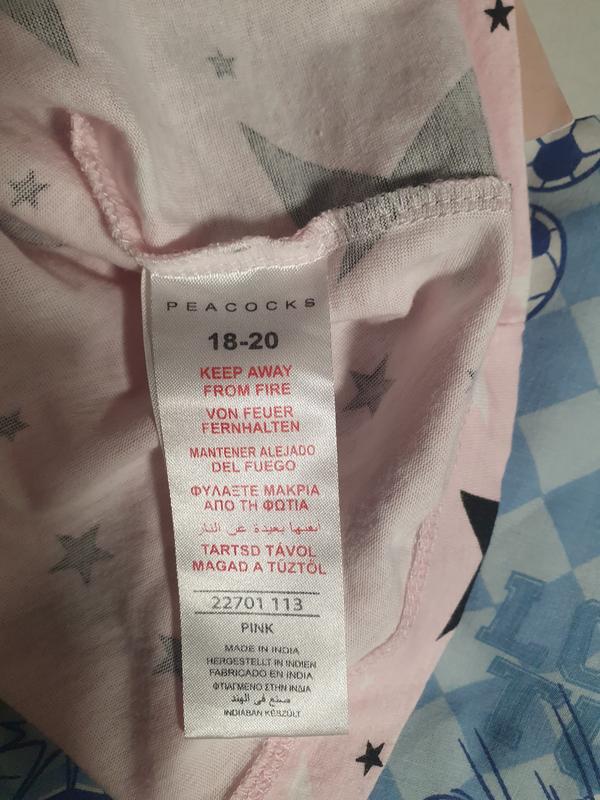 PEACOCKS
18-20
KEEP AWAY
FROM FIRE
VON FEUER
FERNHALTEN
MANTENER ALEJADO
DEL FUEGO
ΦΥΛΑΞΤΕ ΜΑΚΡΙΑ
ΑΠΟ ΤΗ ΦΩΤΙΑ
ابقيها بعيدة عن النار
TARTSD TÁVOL
MAGAD A TŰZTŐL
22701 113
PINK
MADE IN INDIA
HERGESTELLT IN INDIEN
FABRICADO EN INDIA
ΦΤΙΑΓΜΕΝΟ ΣΤΗΝ ΙΝΔΙΑ
صنع في الهند
INDIÁBAN KÉSZÜLT